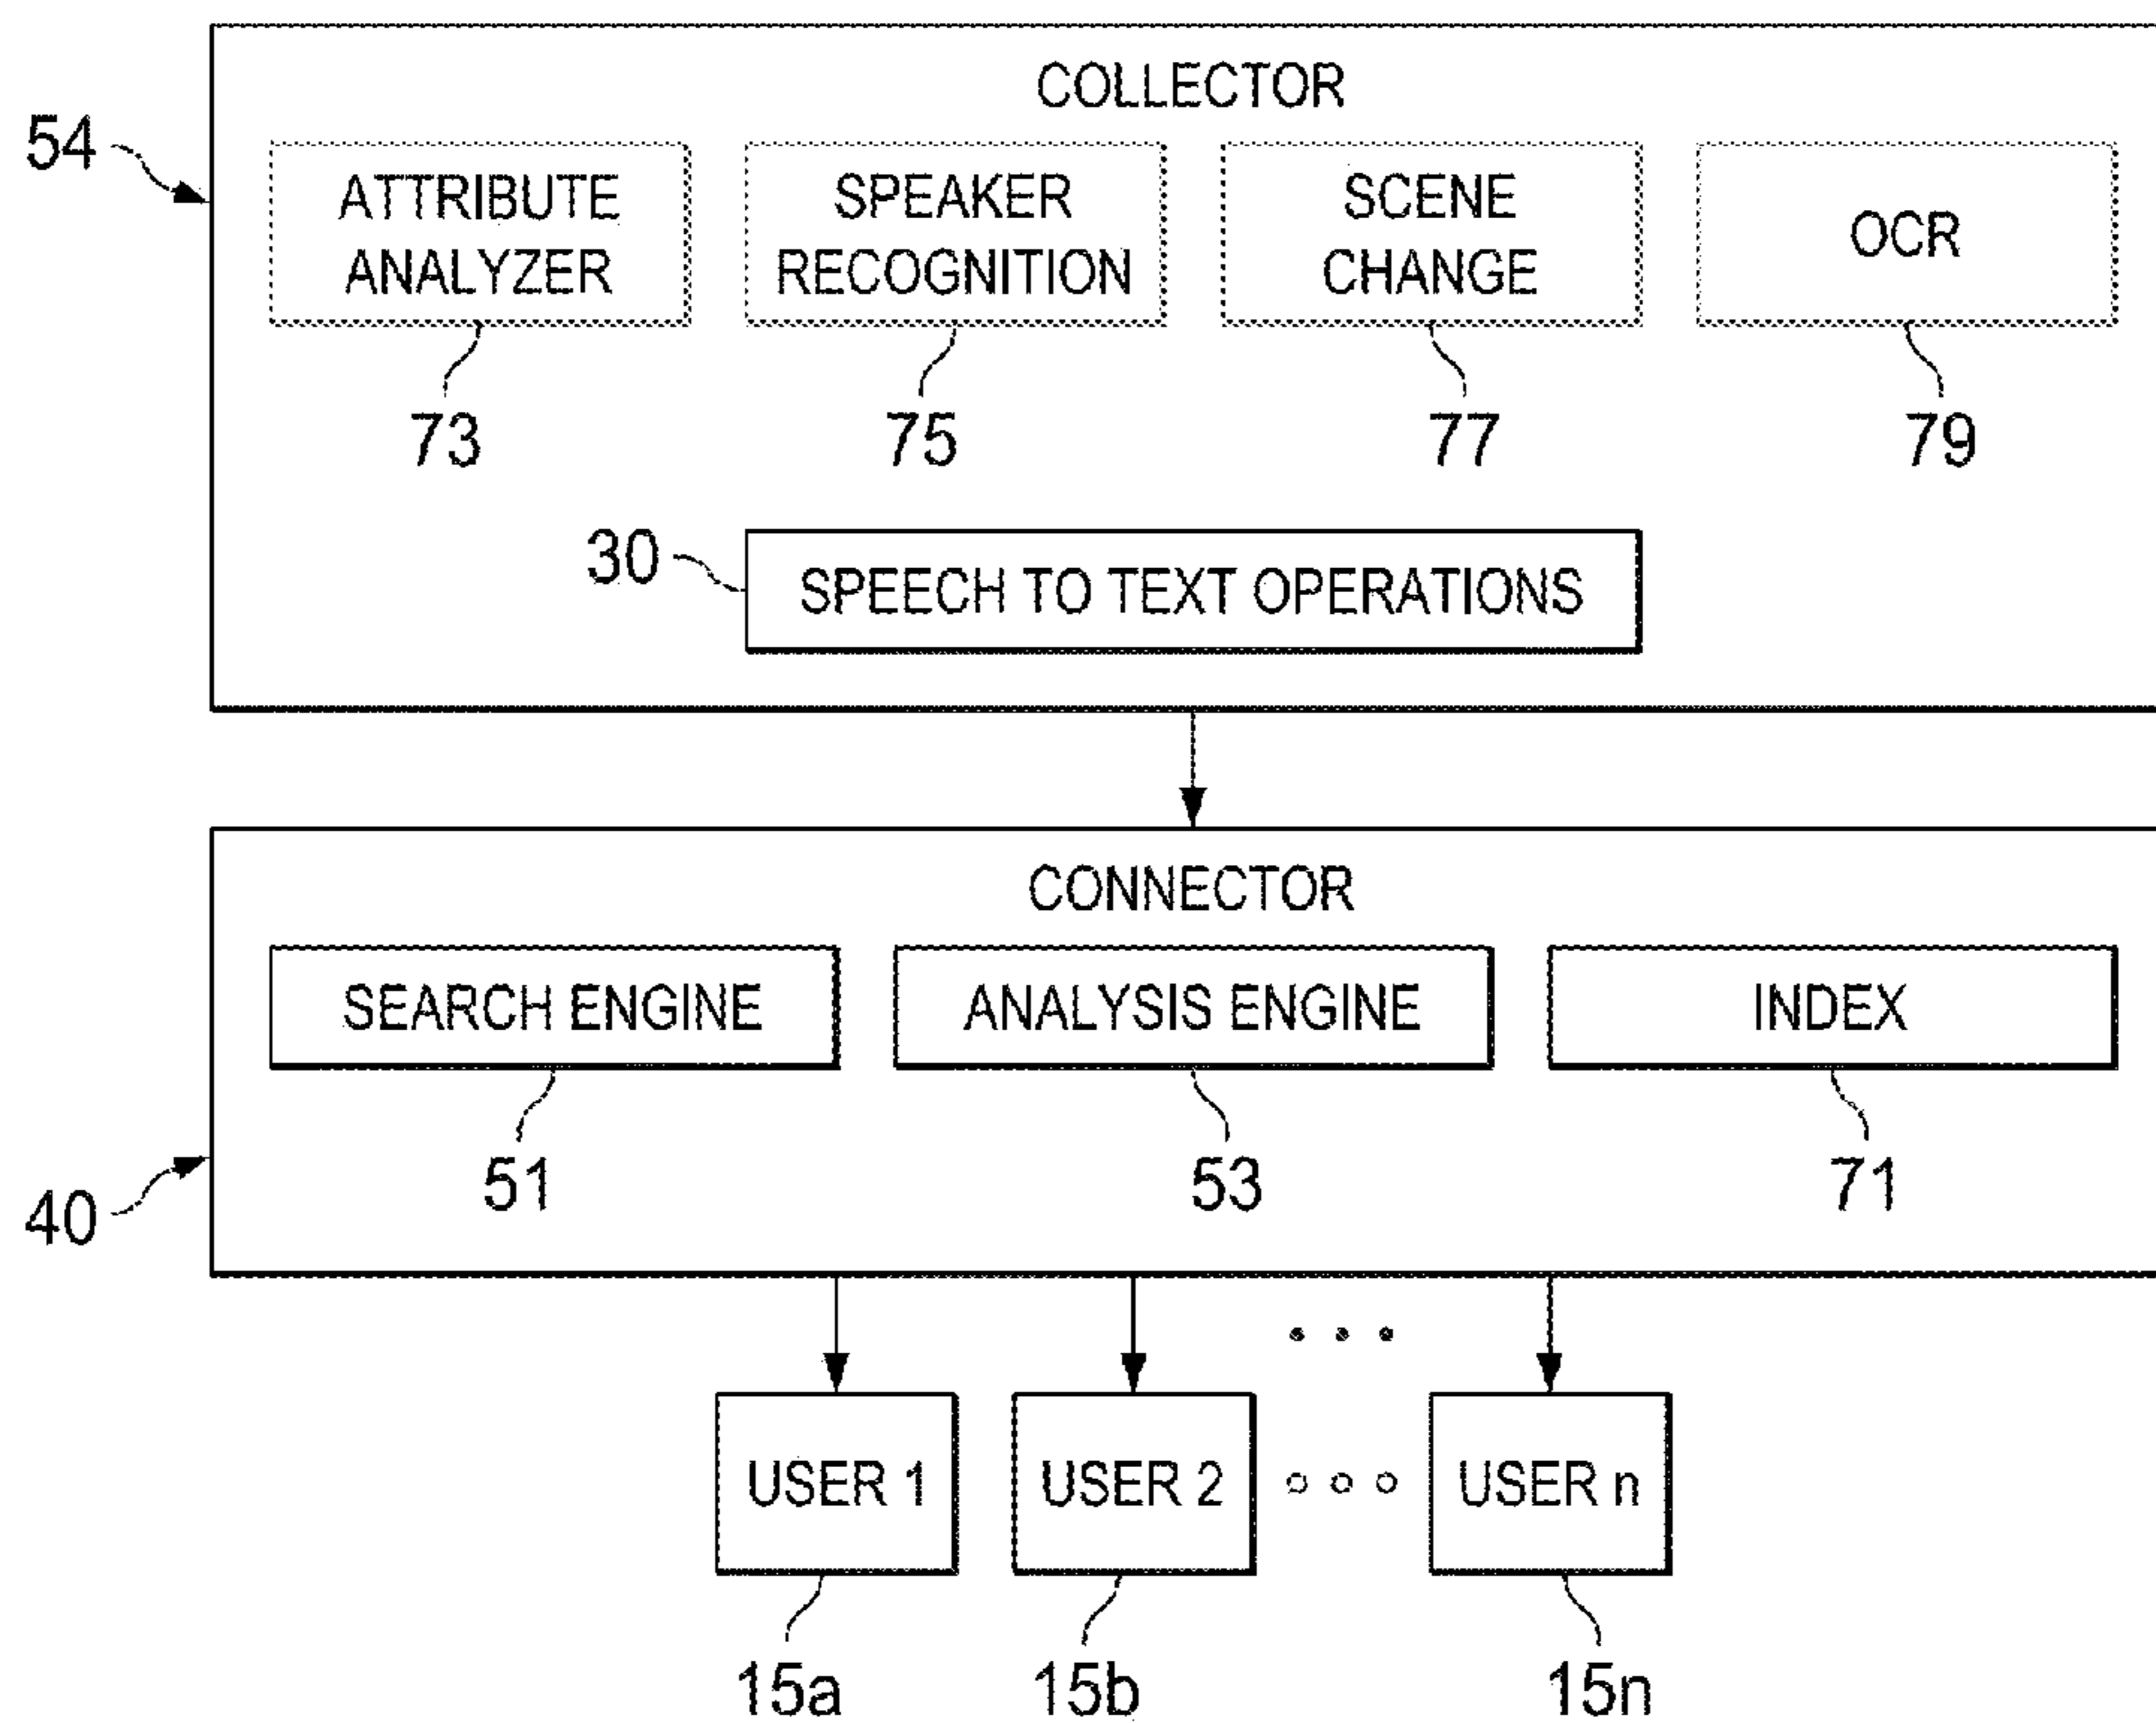 COLLECTOR
54
ATTRIBUTE
ANALYZER
SPEAKER
RECOGNITION
SCENE
CHANGE
OCR
73
75
77
79
30
SPEECH TO TEXT OPERATIONS
CONNECTOR
SEARCH ENGINE
ANALYSIS ENGINE
INDEX
51
53
71
40
USER 1
USER 2
USER n
15a
15b
15n